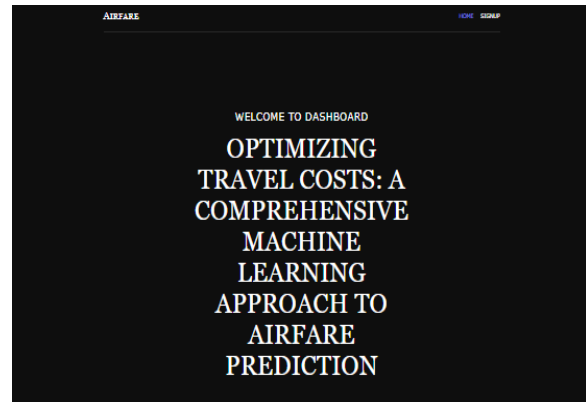 AIRFARE
HOME SIGNUP
WELCOME TO DASHBOARD
OPTIMIZING
TRAVEL COSTS: A
COMPREHENSIVE
MACHINE
LEARNING
APPROACH TO
AIRFARE
PREDICTION